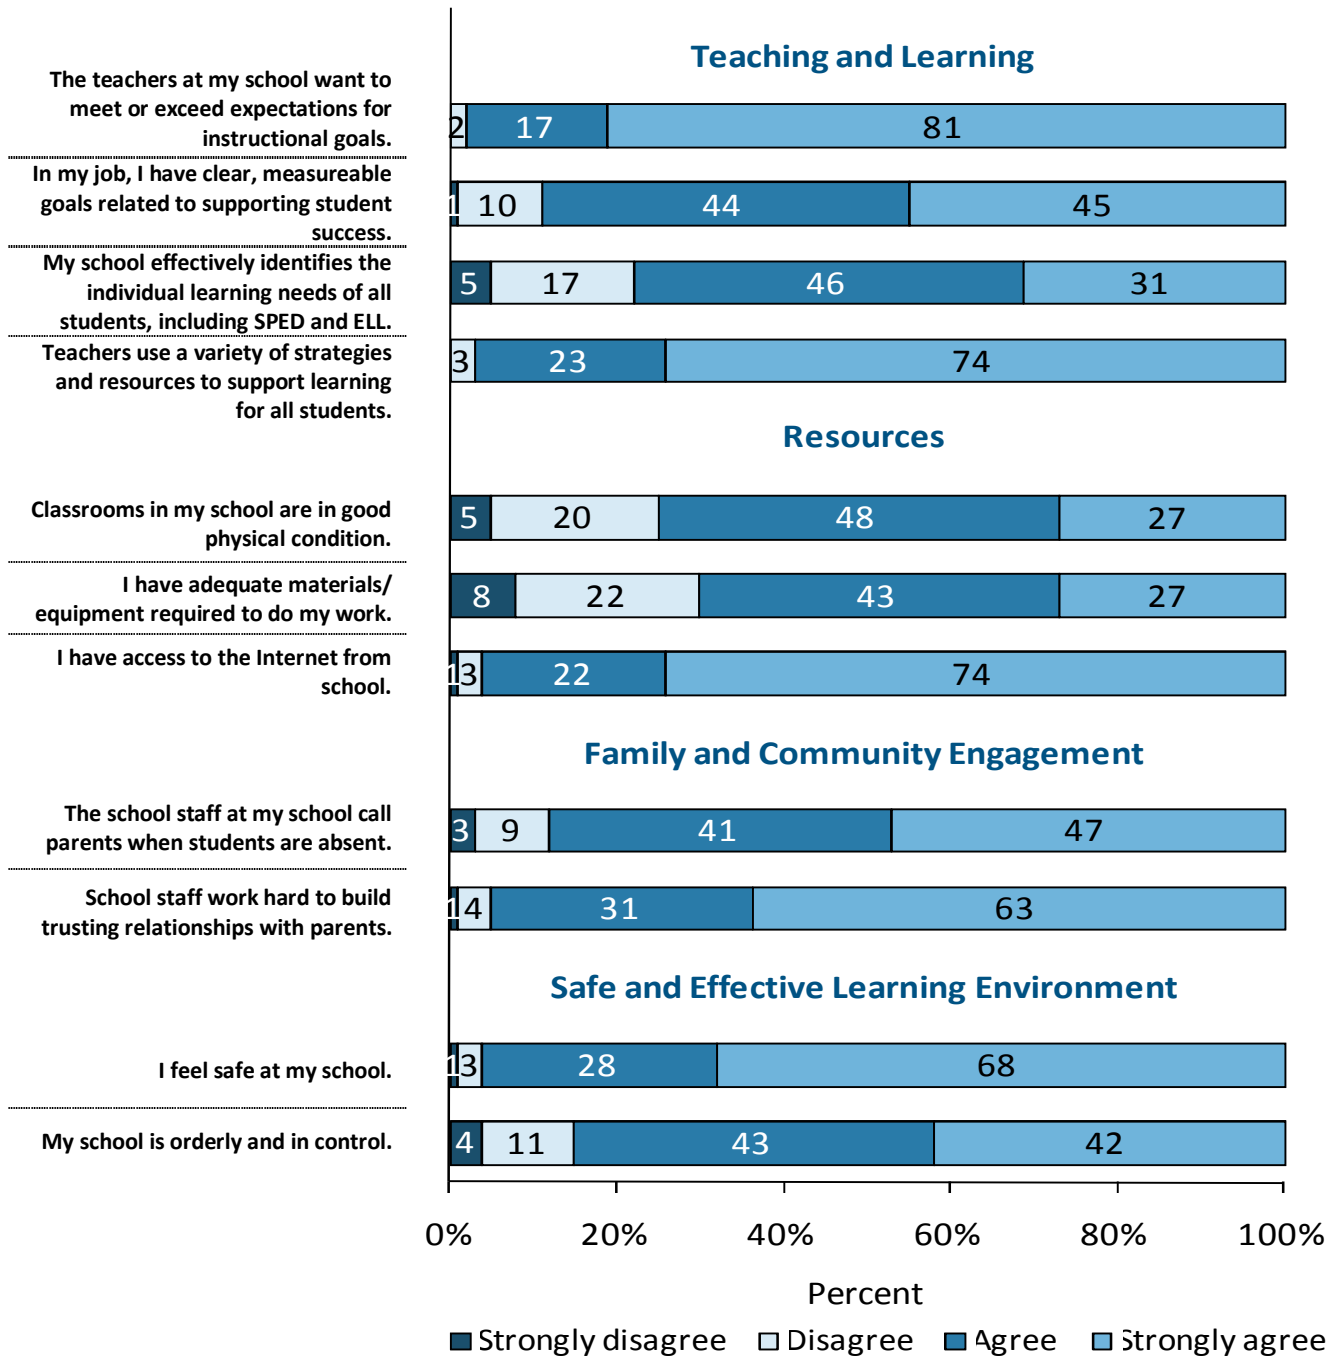 Teaching and Learning
The teachers at my school want to
meet or exceed expectations for
instructional goals.
2 17 81
In my job, I have clear, measureable
goals related to supporting student
success.
1 10 44 45
My school effectively identifies the
individual learning needs of all
students, including SPED and ELL.
5 17 46 31
Teachers use a variety of strategies
and resources to support learning
for all students.
3 23 74
Resources
Classrooms in my school are in good
physical condition.
5 20 48 27
I have adequate materials/
equipment required to do my work.
8 22 43 27
I have access to the Internet from
school.
1 3 22 74
Family and Community Engagement
The school staff at my school call
parents when students are absent.
3 9 41 47
School staff work hard to build
trusting relationships with parents.
1 4 31 63
Safe and Effective Learning Environment
I feel safe at my school.
1 3 28 68
My school is orderly and in control.
4 11 43 42
0% 20% 40% 60% 80% 100%
Percent
Strongly disagree Disagree Agree Strongly agree